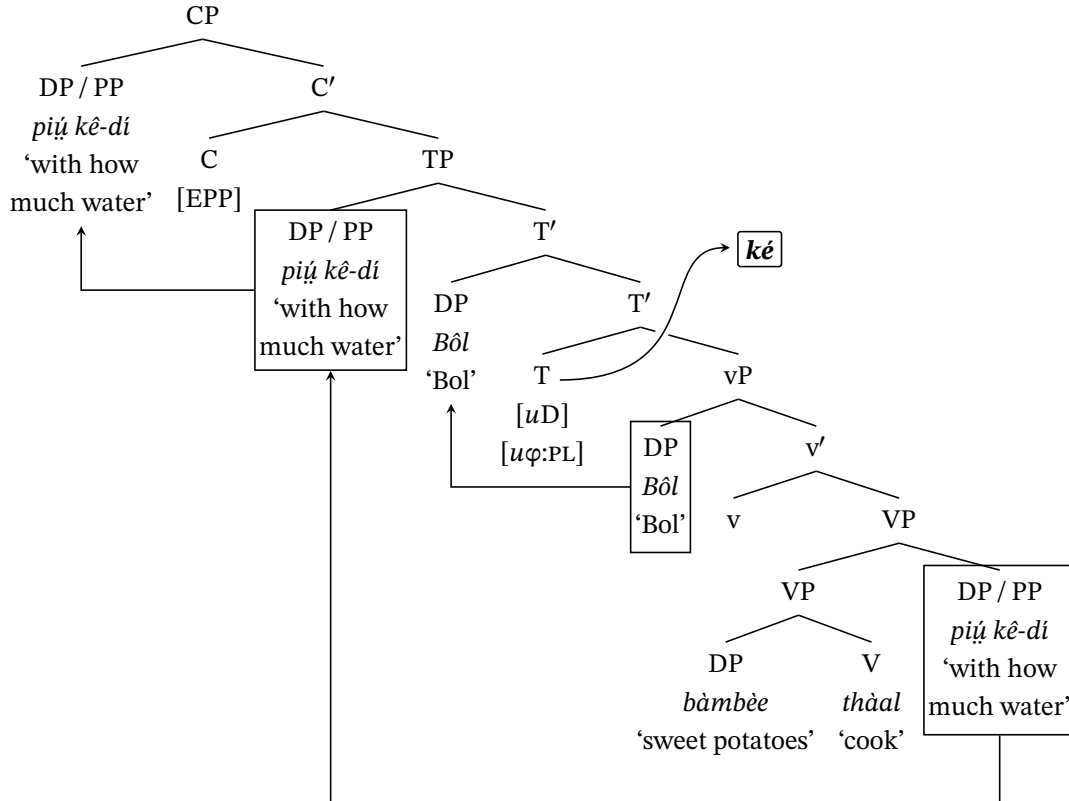 CP
DP / PP
C′
piṳ́ kê-dí
‘with how
much water’
C
[EPP]
TP
DP / PP
piṳ́ kê-dí
‘with how
much water’
T′
ké
DP
Bôl
‘Bol’
T′
T
[uD]
[uφ:PL]
vP
DP
Bôl
‘Bol’
v′
v
VP
VP
DP / PP
piṳ́ kê-dí
‘with how
much water’
DP
bàmbèe
‘sweet potatoes’
V
thàal
‘cook’